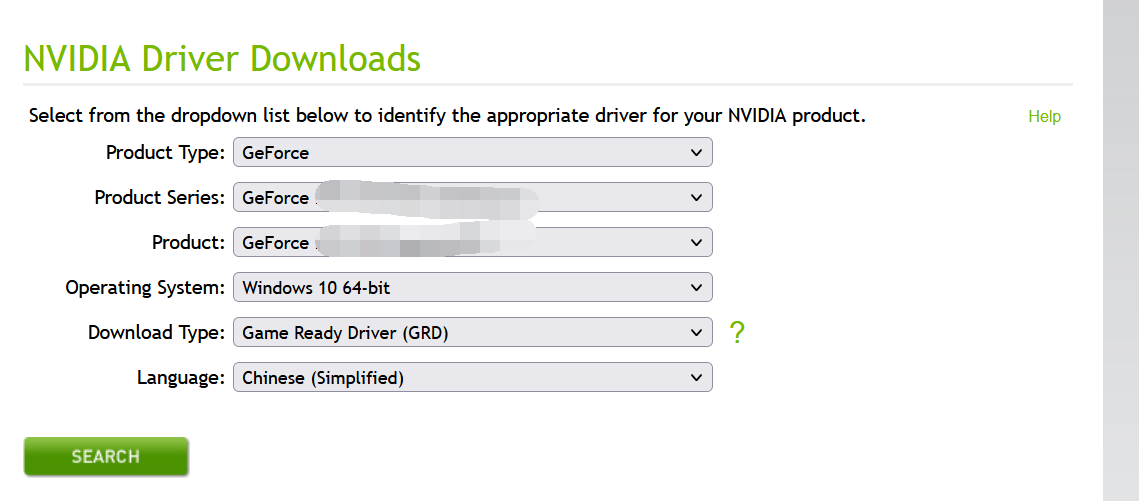 NVIDIA Driver Downloads
Select from the dropdown list below to identify the appropriate driver for your NVIDIA product.
Help
Product Type: GeForce
Product Series: GeForce
Product: GeForce
Operating System: Windows 10 64-bit
Download Type: Game Ready Driver (GRD) ?
Language: Chinese (Simplified)
SEARCH